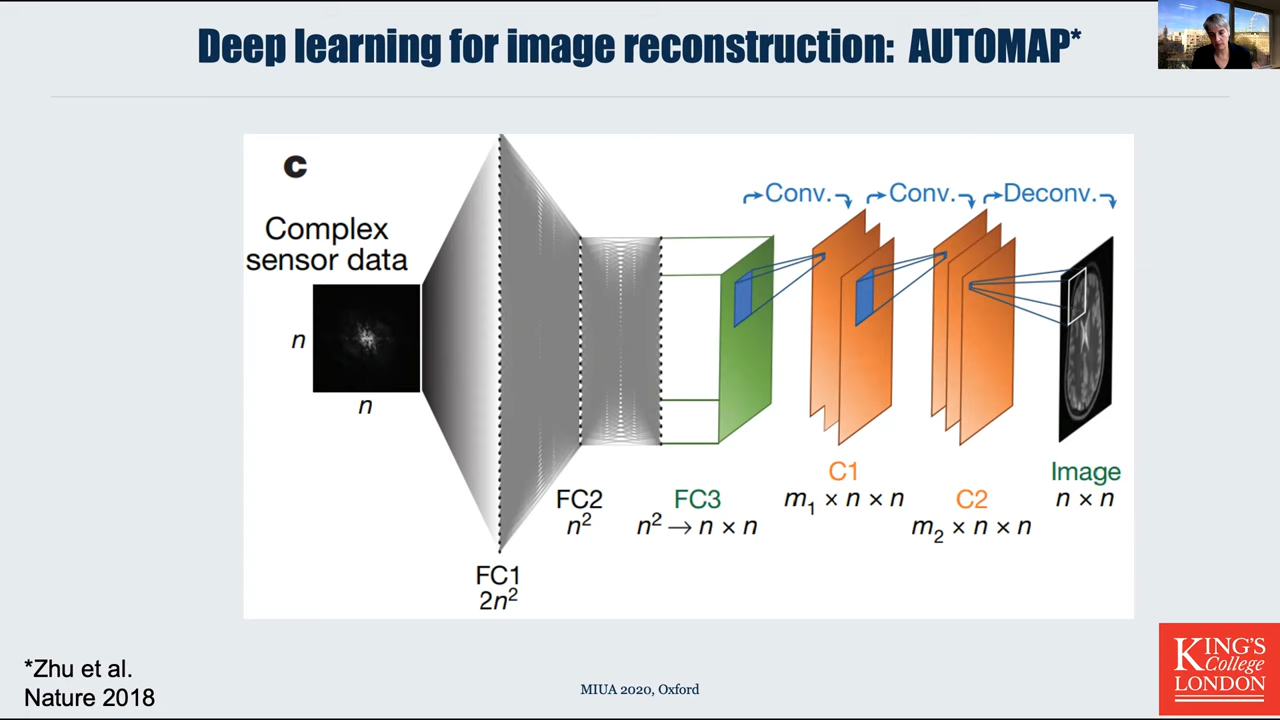 Deep learning for image reconstruction: AUTOMAP*
c
Complex
sensor data
n
n
FC1
2n²
FC2
n²
FC3
n² → n × n
Conv.
Conv.
Deconv.
C1
m₁ × n × n
C2
m₂ × n × n
Image
n × n
*Zhu et al.
Nature 2018
MIUA 2020, Oxford
KING'S
College
LONDON